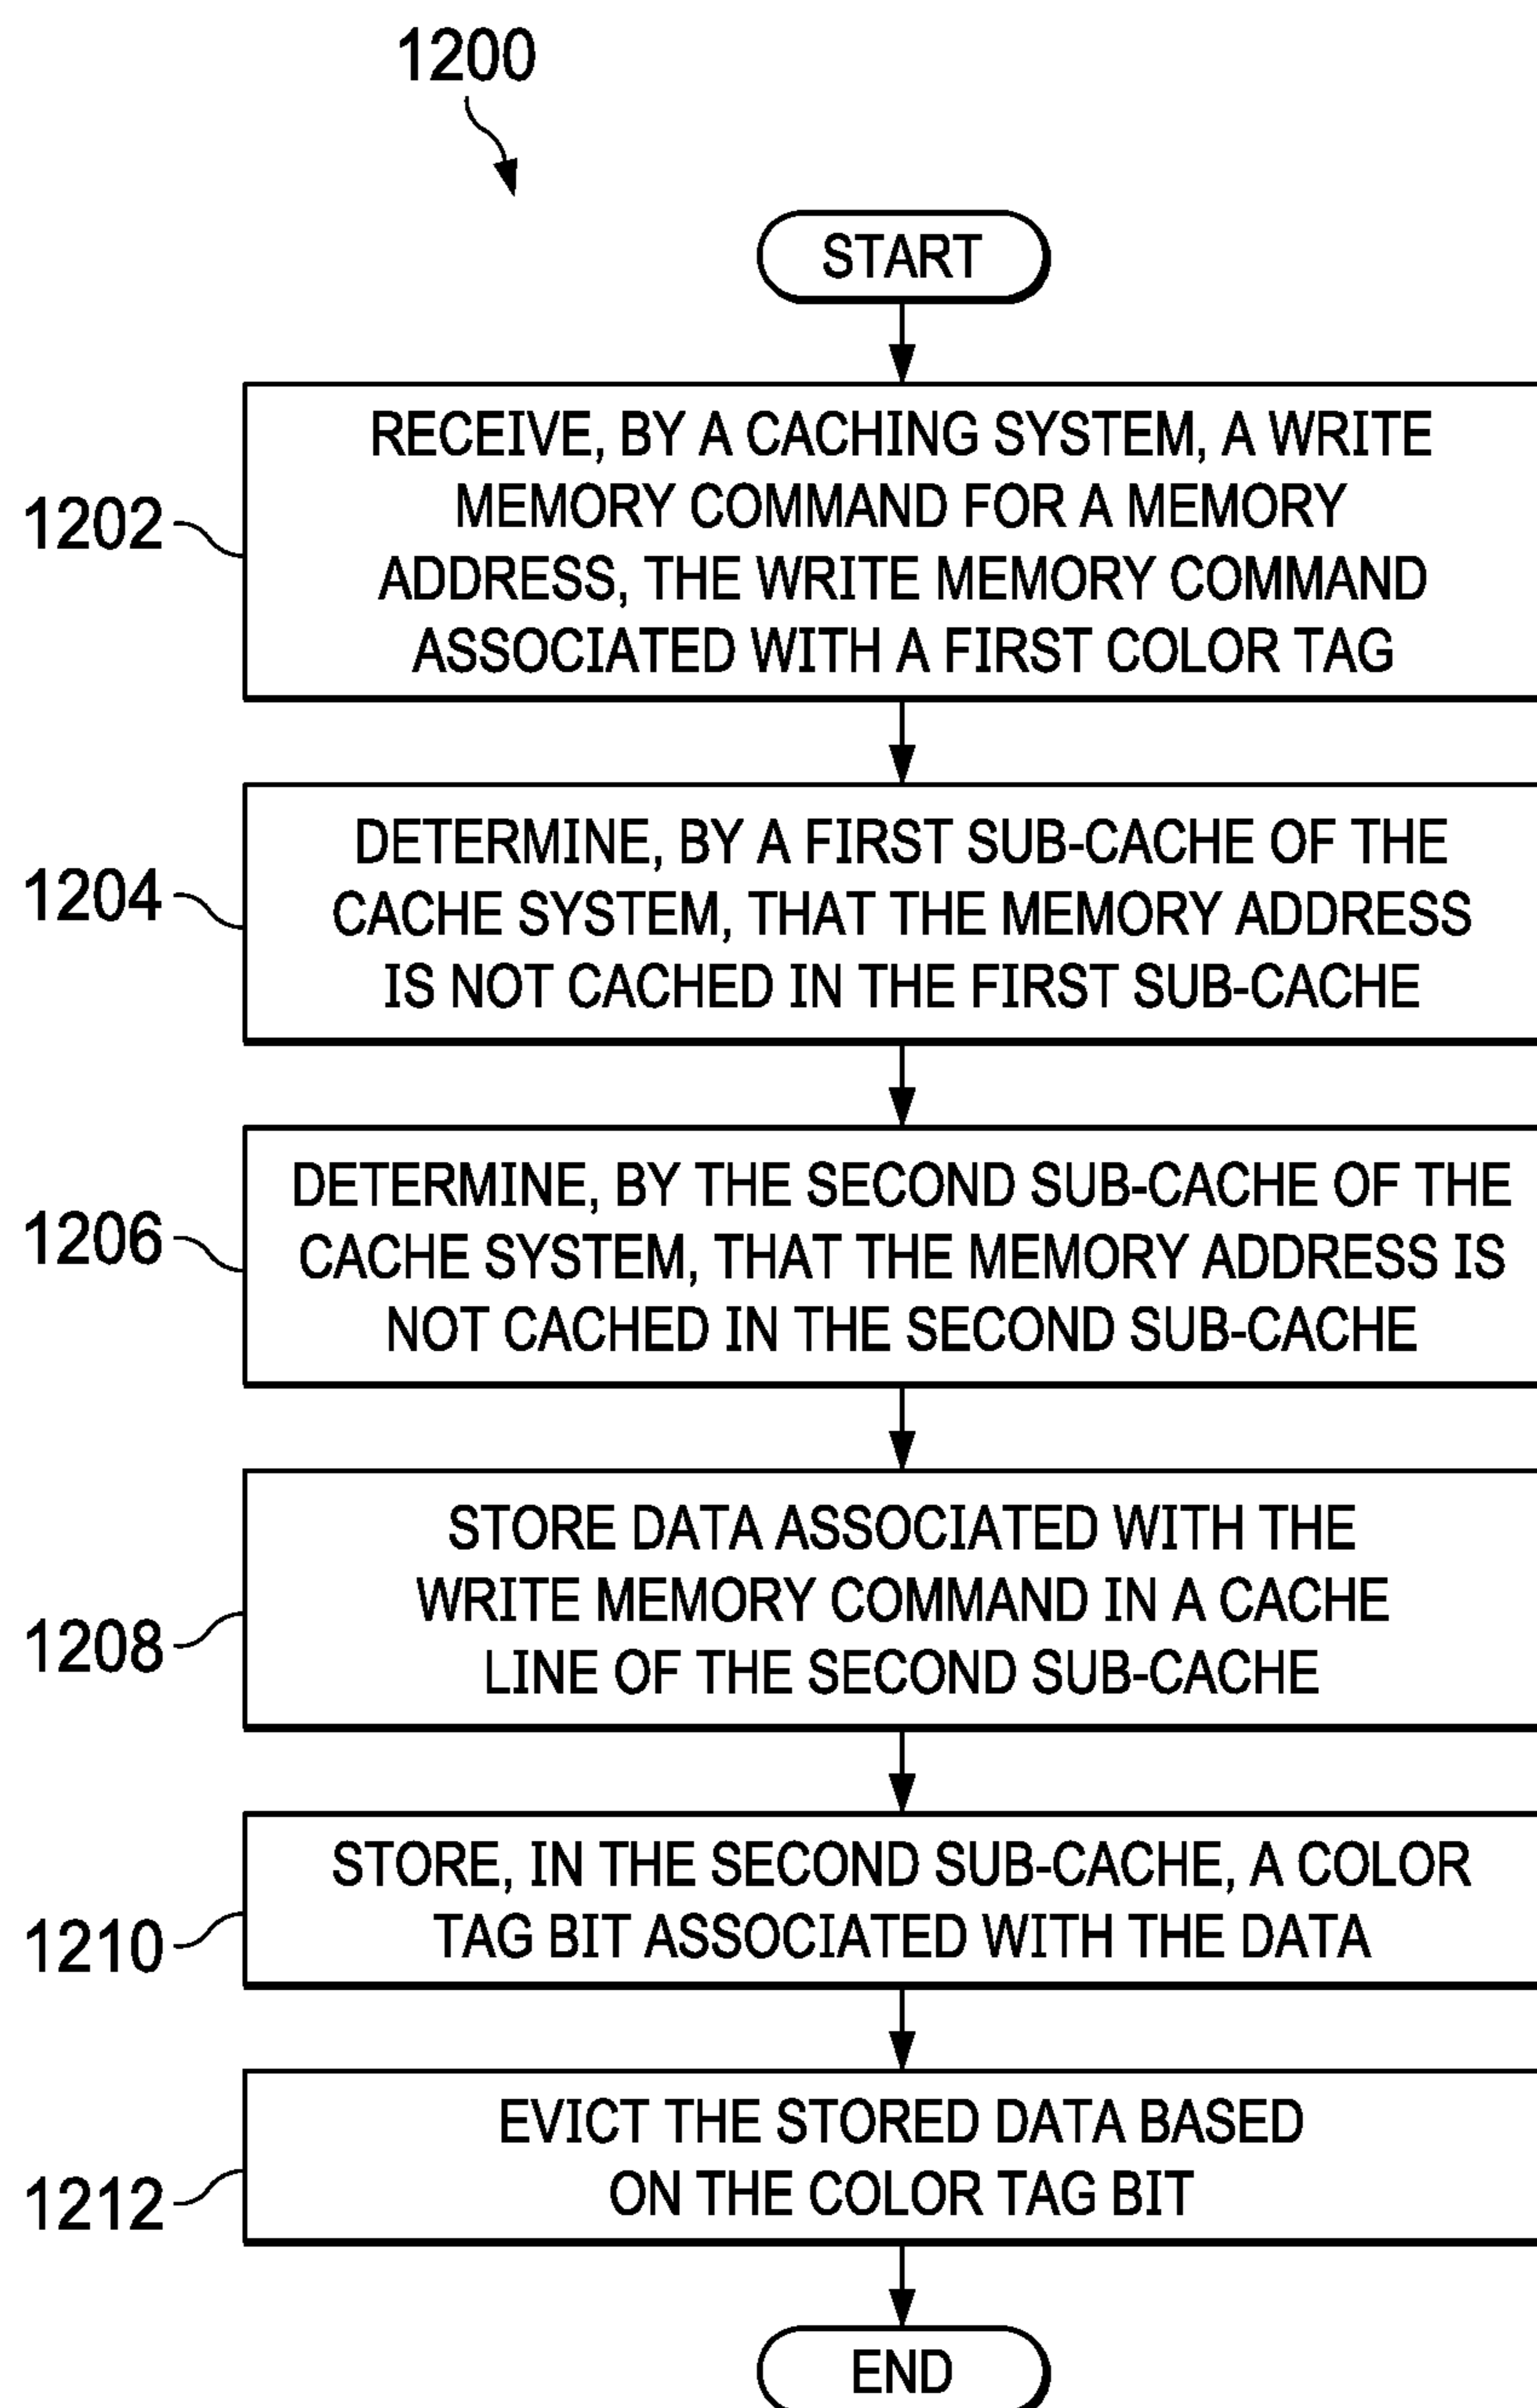 1200
START
1202
RECEIVE, BY A CACHING SYSTEM, A WRITE
MEMORY COMMAND FOR A MEMORY
ADDRESS, THE WRITE MEMORY COMMAND
ASSOCIATED WITH A FIRST COLOR TAG
1204
DETERMINE, BY A FIRST SUB-CACHE OF THE
CACHE SYSTEM, THAT THE MEMORY ADDRESS
IS NOT CACHED IN THE FIRST SUB-CACHE
1206
DETERMINE, BY THE SECOND SUB-CACHE OF THE
CACHE SYSTEM, THAT THE MEMORY ADDRESS IS
NOT CACHED IN THE SECOND SUB-CACHE
1208
STORE DATA ASSOCIATED WITH THE
WRITE MEMORY COMMAND IN A CACHE
LINE OF THE SECOND SUB-CACHE
1210
STORE, IN THE SECOND SUB-CACHE, A COLOR
TAG BIT ASSOCIATED WITH THE DATA
1212
EVICT THE STORED DATA BASED
ON THE COLOR TAG BIT
END